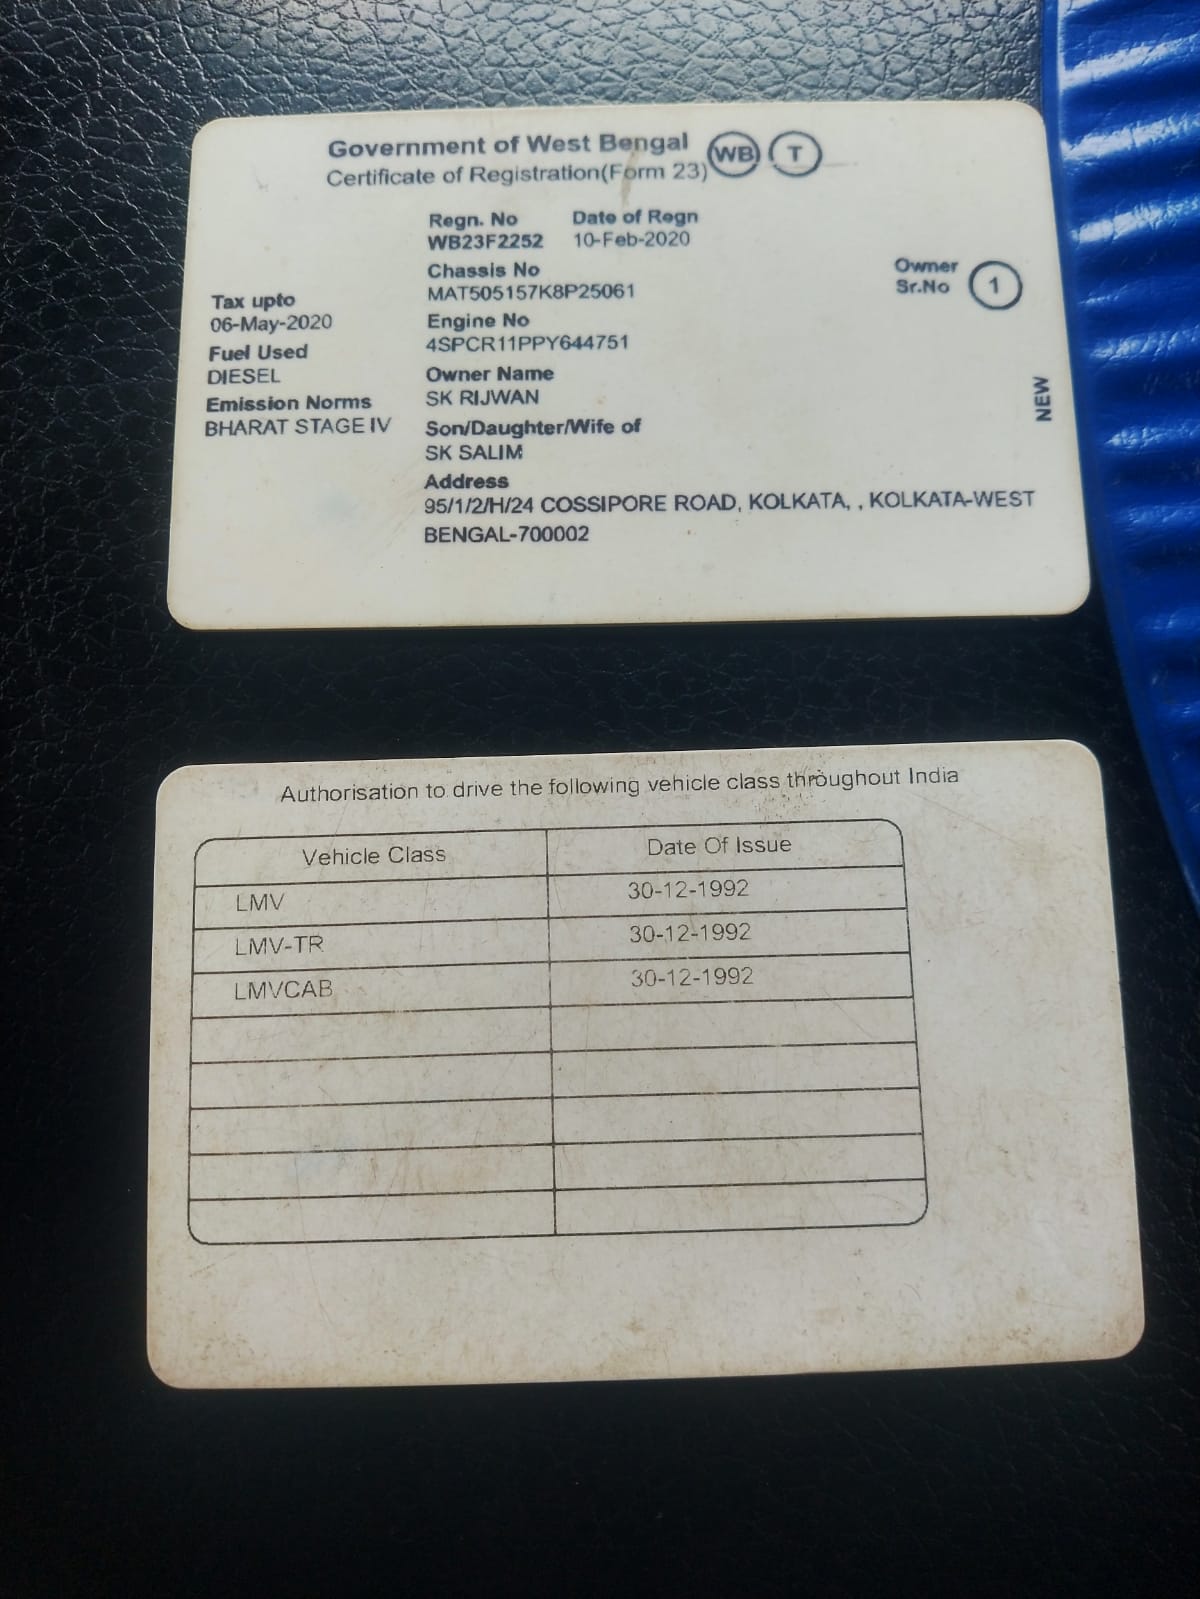 Government of West Bengal WB T
Certificate of Registration(Form 23)
Regn. No Date of Regn
WB23F2252 10-Feb-2020
Chassis No
MAT505157K8P25061
Engine No
4SPCR11PPY644751
Owner Name
SK RIJWAN
Son/Daughter/Wife of
SK SALIM
Address
95/1/2/H/24 COSSIPORE ROAD, KOLKATA, , KOLKATA-WEST
BENGAL-700002
Tax upto
06-May-2020
Fuel Used
DIESEL
Emission Norms
BHARAT STAGE IV
Owner
Sr.No 1
NEW
Authorisation to drive the following vehicle class throughout India
Vehicle Class Date Of Issue
LMV 30-12-1992
LMV-TR 30-12-1992
LMVCAB 30-12-1992